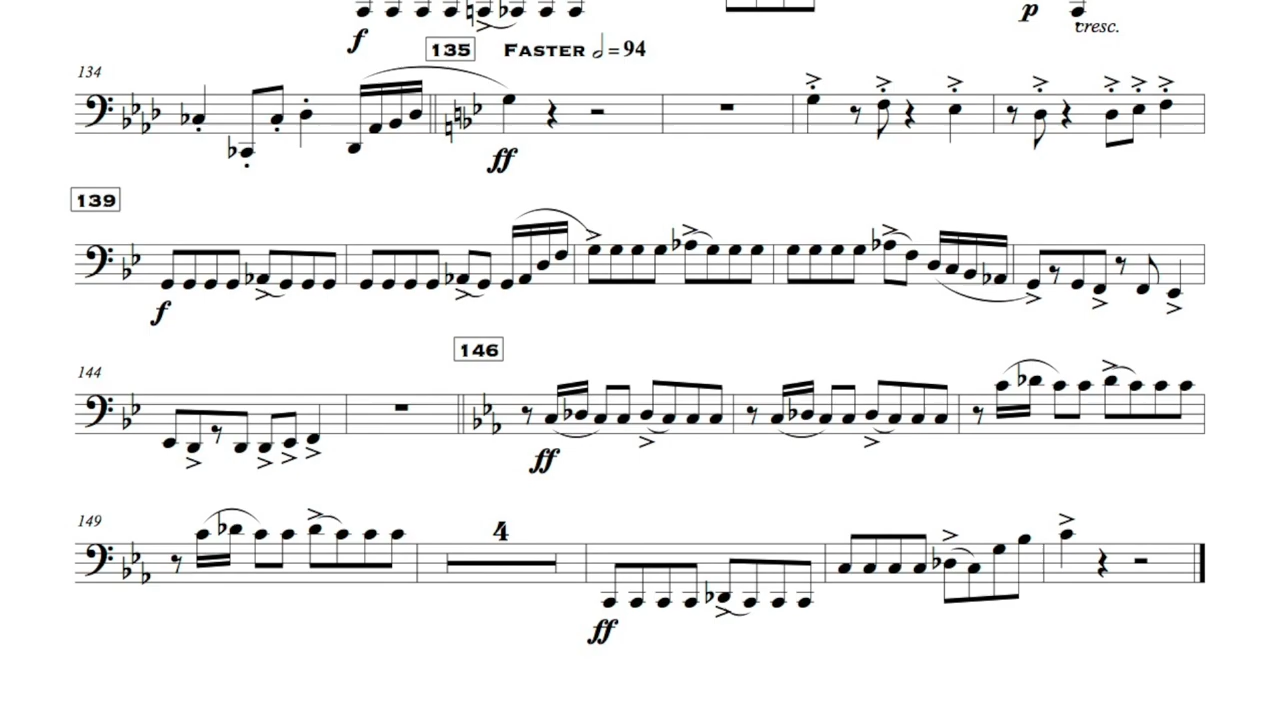 f
p
cresc.
135 FASTER = 94
134
ff
139
f
144
146
ff
149
4
ff